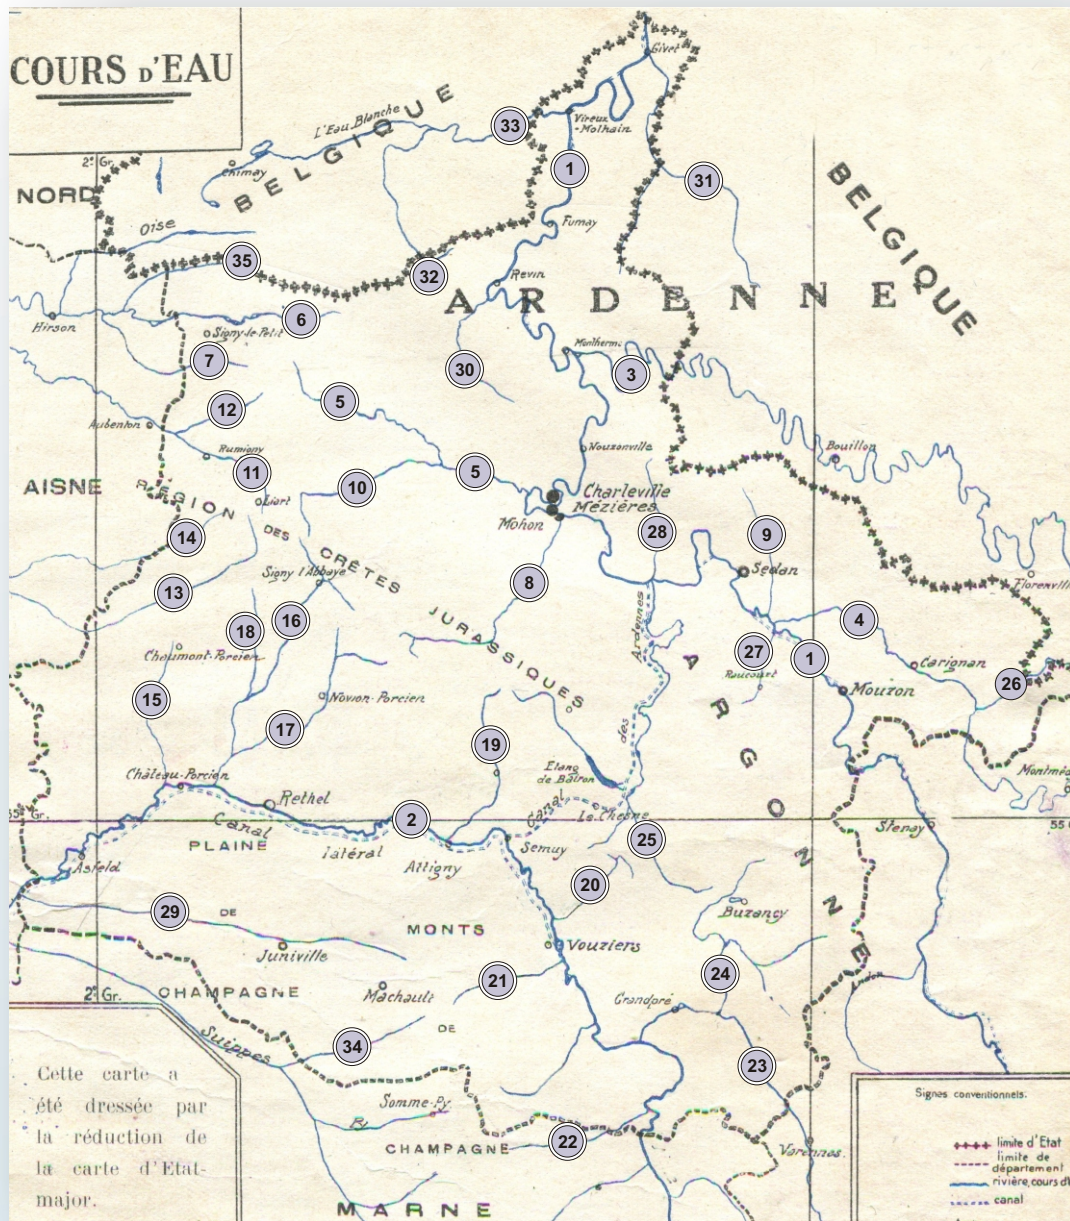 COURS D'EAU
Givet
BELGIQUE
L'Eau Blanche
33
Vireux
-Molhain
2ᵉ Gr.
Chimay
1
31
NORD
BELGIQUE
Oise
Fumay
35
32
Revin
ARDENNE
6
Hirson
Signy-le-Petit
7
Monthermé
30
3
5
12
Aubenton
Rumigny
Nouzonville
Bouillon
11
5
AISNE
10
Charleville
Mézières
RÉGION
Liart
Mohon
DES
28
9
14
CRÊTES
Sedan
Signy l'Abbaye
Florenville
13
8
Ardennes
16
JURASSIQUES
4
18
Chaumont-Porcien
27
1
Carignan
Raucourt
26
15
Novion-Porcien
Mouzon
ARGONNE
17
des
19
Etang
de Bairon
Château-Porcien
Rethel
Canal
Le Chesne
2
Canal
Stenay
PLAINE
latéral
Semuy
25
Asfeld
Attigny
20
29
DE
Buzancy
MONTS
Juniville
Vouziers
24
21
2ᵉ Gr.
CHAMPAGNE
Machault
Grandpré
DE
34
Suippes
23
Somme-Py
Py
22
CHAMPAGNE
Varennes
MARNE
Cette carte a
été dressée par
la réduction de
la carte d'Etat-
major.
Signes conventionnels.
limite d'Etat
limite de
département
rivière, cours d'
canal